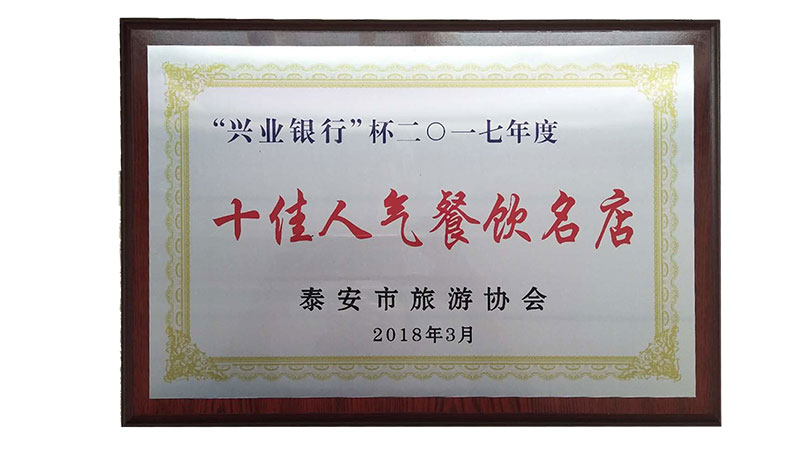 “兴业银行”杯二〇一七年度
十佳人气餐饮名店
泰安市旅游协会
2018年3月